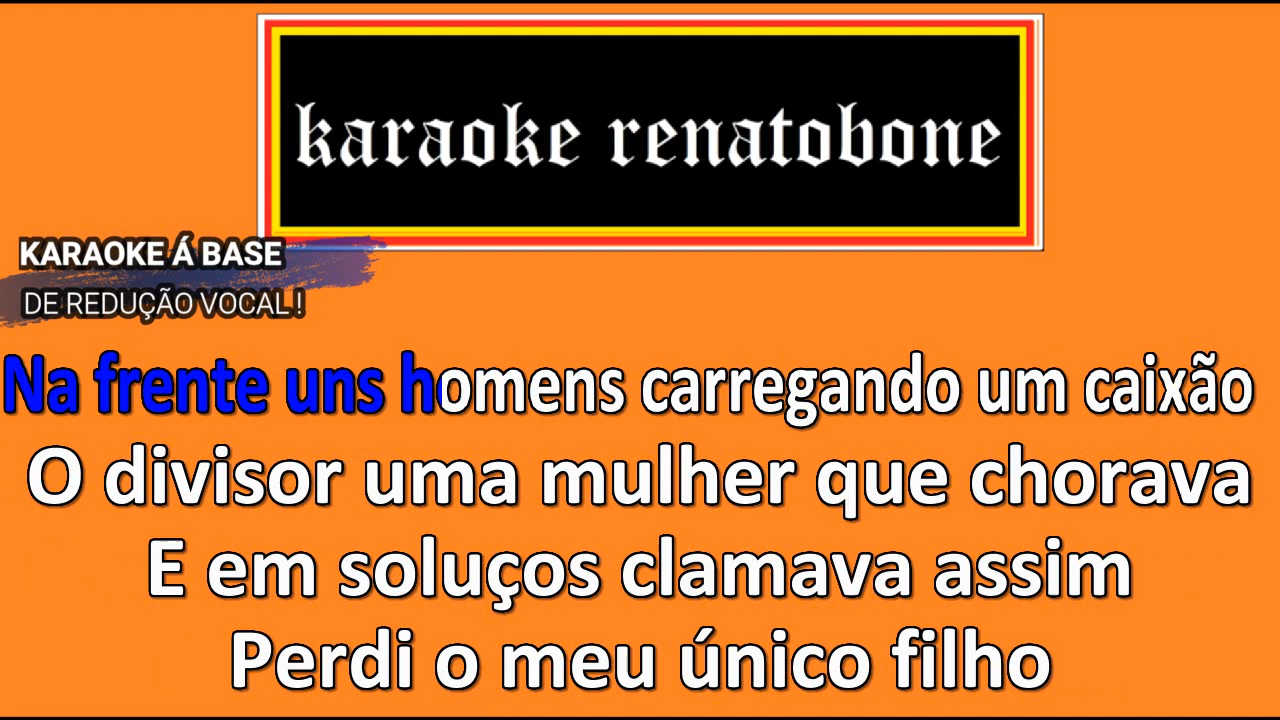 karaoke renatobone
KARAOKE Á BASE
DE REDUÇÃO VOCAL !
Na frente uns homens carregando um caixão
O divisor uma mulher que chorava
E em soluços clamava assim
Perdi o meu único filho